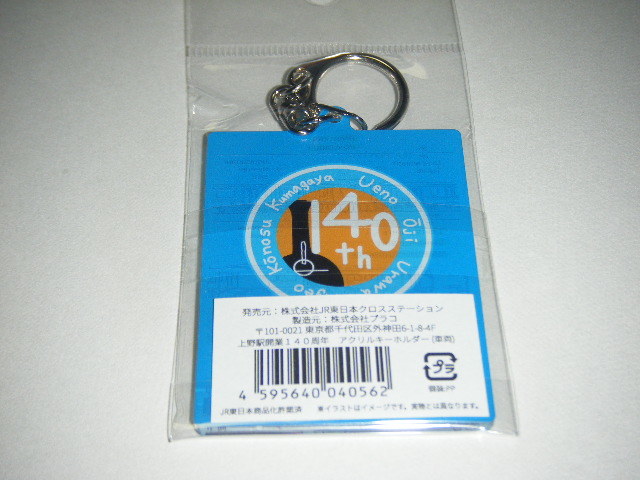 Kōnosu Kumagaya Ueno Ōji Urawa
140
th
発売元：株式会社JR東日本クロスステーション
製造元：株式会社プラコ
〒101-0021 東京都千代田区外神田6-1-8-4F
上野駅開業１４０周年 アクリルキーホルダー(車両)
4 595640 040562
プラ
JR東日本商品化許諾済 ※イラストはイメージです。実際とは異なります。